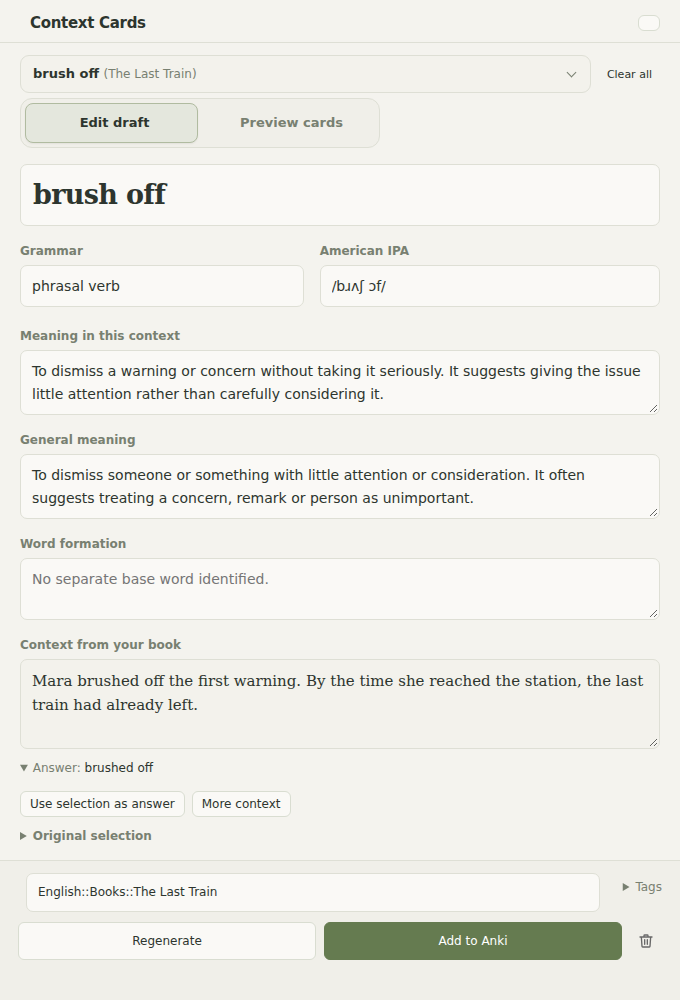 Context Cards
brush off (The Last Train)
Clear all
Edit draft
Preview cards
brush off
Grammar
American IPA
phrasal verb
/bɹʌʃ ɔf/
Meaning in this context
To dismiss a warning or concern without taking it seriously. It suggests giving the issue
little attention rather than carefully considering it.
General meaning
To dismiss someone or something with little attention or consideration. It often
suggests treating a concern, remark or person as unimportant.
Word formation
No separate base word identified.
Context from your book
Mara brushed off the first warning. By the time she reached the station, the last
train had already left.
Answer: brushed off
Use selection as answer
More context
Original selection
English::Books::The Last Train
Tags
Regenerate
Add to Anki